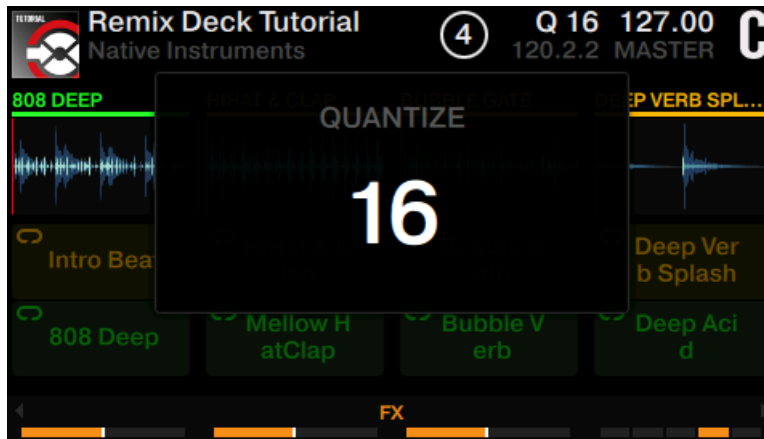 TUTORIAL
Remix Deck Tutorial
Native Instruments
4
Q 16 127.00
120.2.2 MASTER
C
808 DEEP
HIHAT & CLAP
BUBBLE GATE
DEEP VERB SPL...
QUANTIZE
16
Intro Bea
Deep Ver
b Splash
808 Deep
Mellow H
atClap
Bubble V
erb
Deep Aci
d
FX